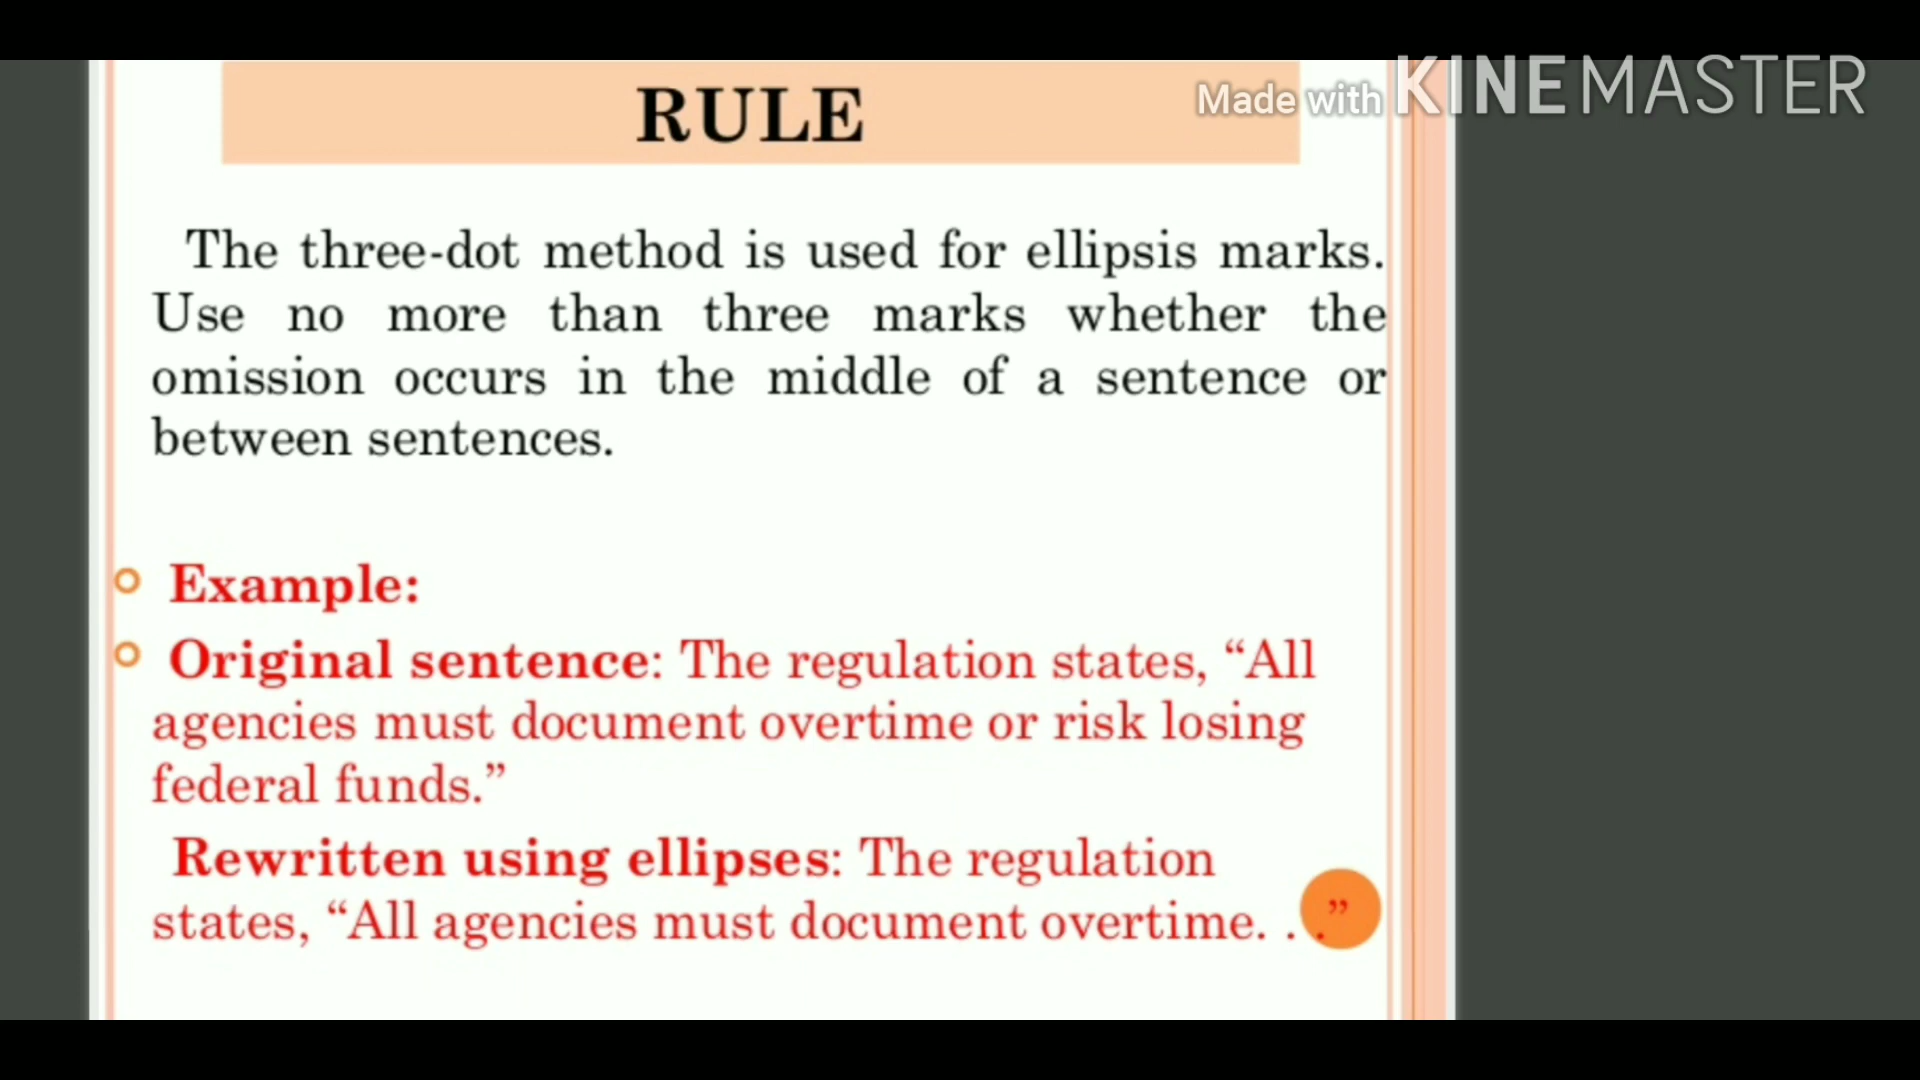 RULE
Made with KINEMASTER
The three-dot method is used for ellipsis marks.
Use no more than three marks whether the
omission occurs in the middle of a sentence or
between sentences.
Example:
Original sentence: The regulation states, “All
agencies must document overtime or risk losing
federal funds.”
Rewritten using ellipses: The regulation
states, “All agencies must document overtime. . .”